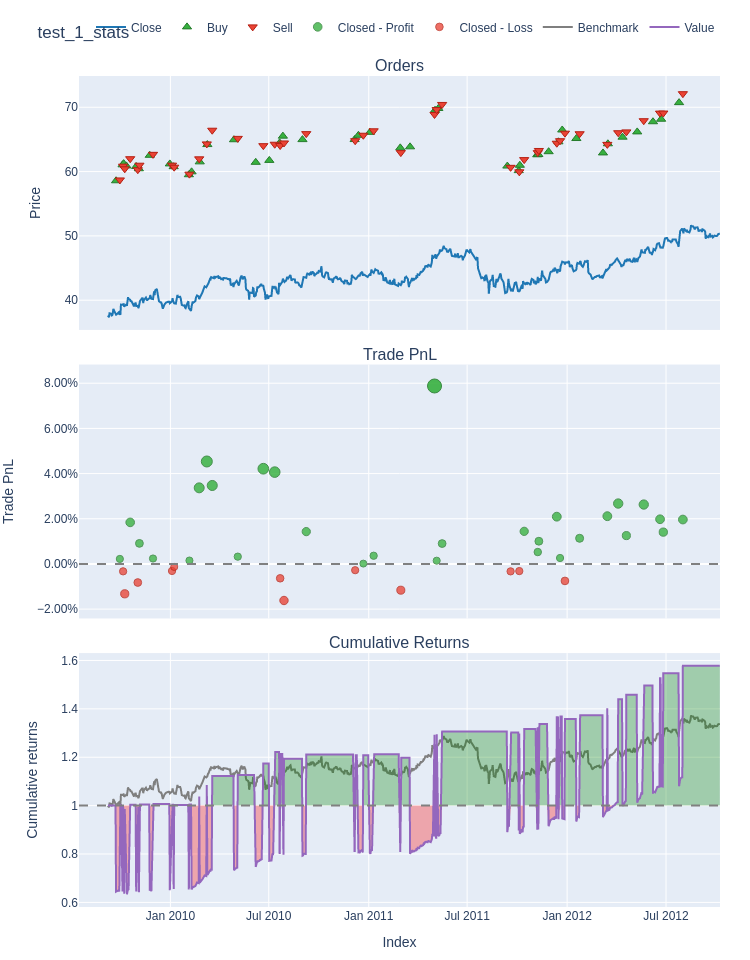 test_1_stats
Close Buy Sell Closed - Profit Closed - Loss Benchmark Value
Orders
70
60
50
40
Price
Trade PnL
8.00%
6.00%
4.00%
2.00%
0.00%
−2.00%
Trade PnL
Cumulative Returns
1.6
1.4
1.2
1
0.8
0.6
Cumulative returns
Jan 2010 Jul 2010 Jan 2011 Jul 2011 Jan 2012 Jul 2012
Index